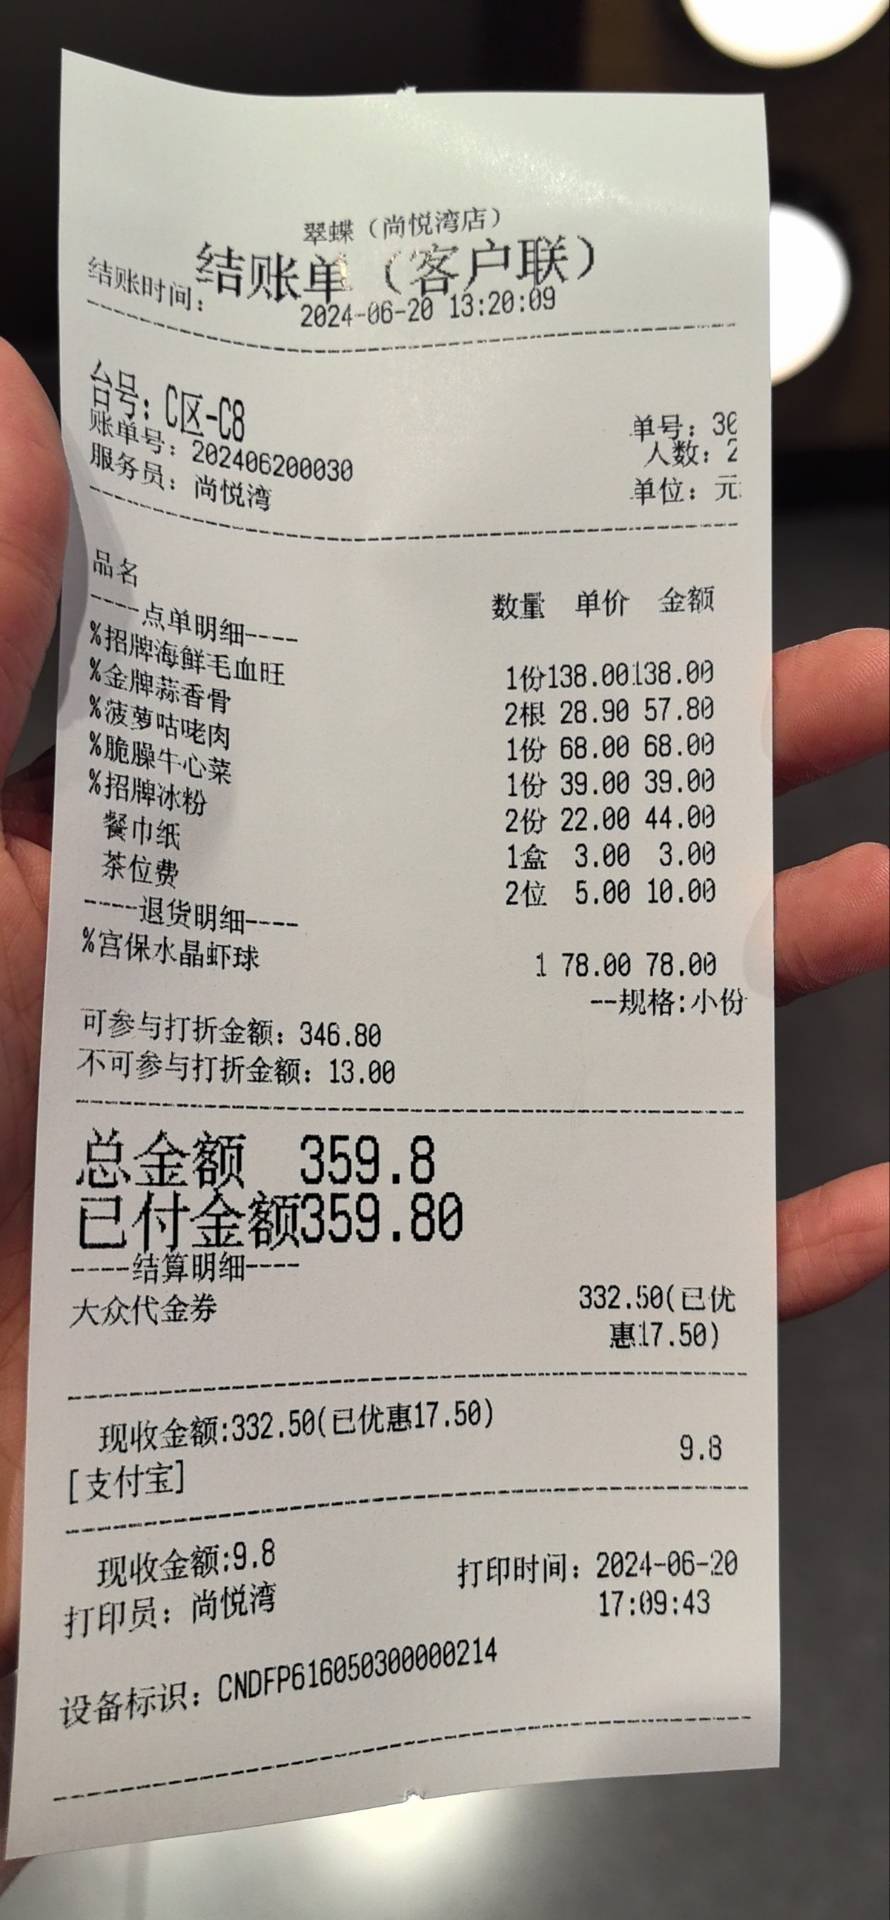 翠蝶（尚悦湾店）
结账单（客户联）
结账时间： 2024-06-20 13:20:09
台号：C区-C8
单号：30
账单号：202406200030
人数：2
服务员：尚悦湾
单位：元
品名 数量 单价 金额
----点单明细----
%招牌海鲜毛血旺 1份138.00138.00
%金牌蒜香骨 2根 28.90 57.80
%菠萝咕咾肉 1份 68.00 68.00
%脆臊牛心菜 1份 39.00 39.00
%招牌冰粉 2份 22.00 44.00
餐巾纸 1盒 3.00 3.00
茶位费 2位 5.00 10.00
----退货明细----
%宫保水晶虾球 1 78.00 78.00
--规格:小份
可参与打折金额：346.80
不可参与打折金额：13.00
总金额 359.8
已付金额359.80
----结算明细----
大众代金券 332.50(已优
惠17.50)
现收金额:332.50(已优惠17.50)
[支付宝] 9.8
现收金额:9.8
打印员：尚悦湾 打印时间：2024-06-20
17:09:43
设备标识：CNDFP616050300000214